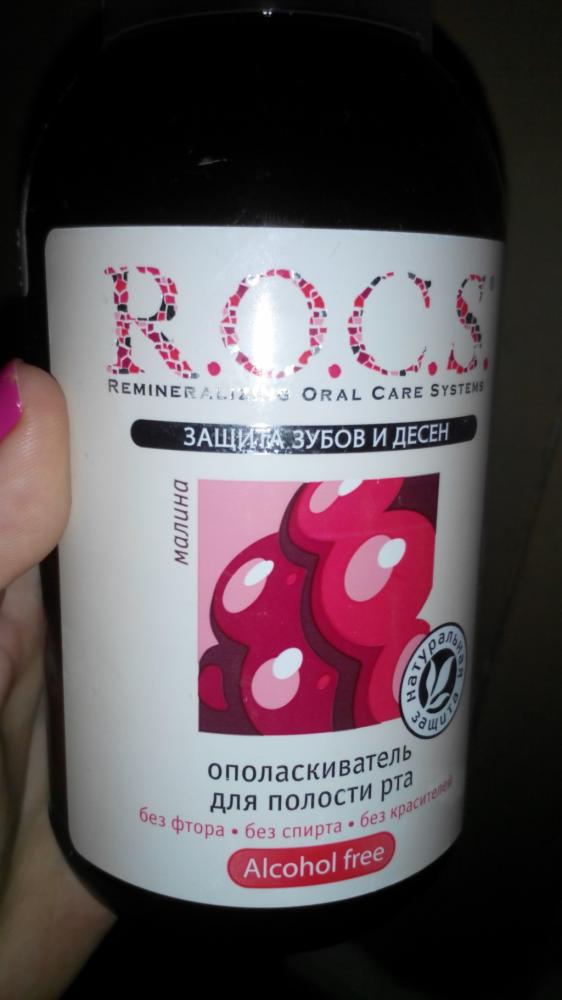 R.O.C.S.®
REMINERALIZING ORAL CARE SYSTEMS
ЗАЩИТА ЗУБОВ И ДЕСЕН
малина
натуральная
защита
ополаскиватель
для полости рта
без фтора • без спирта • без красителей
Alcohol free